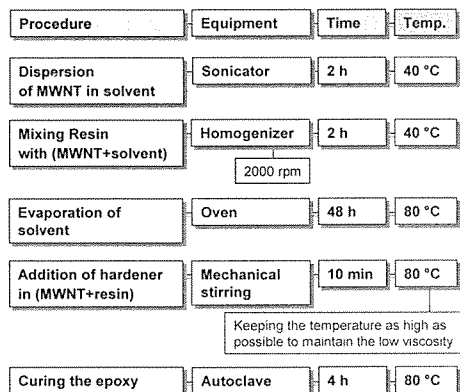 Procedure Equipment Time Temp.
Dispersion
of MWNT in solvent Sonicator 2 h 40 °C
Mixing Resin
with (MWNT+solvent) Homogenizer 2 h 40 °C
2000 rpm
Evaporation of
solvent Oven 48 h 80 °C
Addition of hardener
in (MWNT+resin) Mechanical
stirring 10 min 80 °C
Keeping the temperature as high as
possible to maintain the low viscosity
Curing the epoxy Autoclave 4 h 80 °C